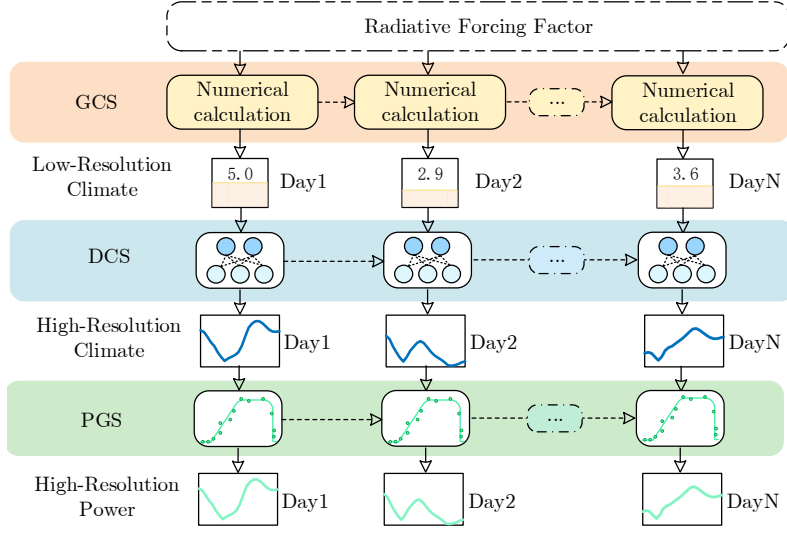 Radiative Forcing Factor
GCS
Numerical
calculation
Numerical
calculation
...
Numerical
calculation
Low-Resolution
Climate
5.0
Day1
2.9
Day2
3.6
DayN
DCS
...
High-Resolution
Climate
Day1
Day2
DayN
PGS
...
High-Resolution
Power
Day1
Day2
DayN